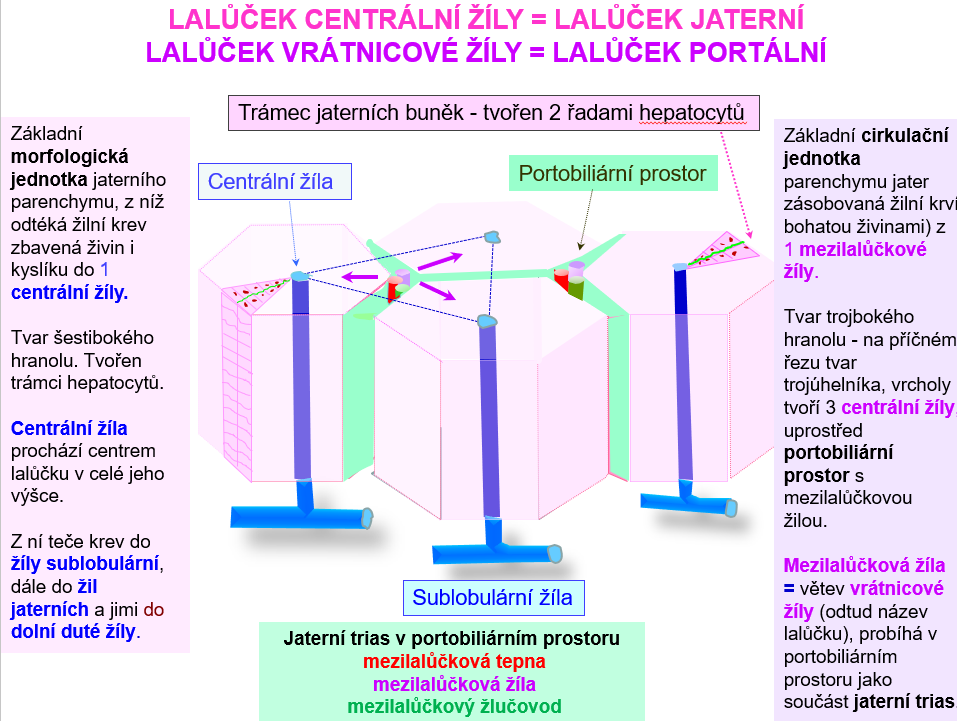 LALŮČEK CENTRÁLNÍ ŽÍLY = LALŮČEK JATERNÍ
LALŮČEK VRÁTNICOVÉ ŽÍLY = LALŮČEK PORTÁLNÍ
Trámec jaterních buněk - tvořen 2 řadami hepatocytů
Centrální žíla
Portobiliární prostor
Základní
morfologická
jednotka jaterního
parenchymu, z níž
odtéká žilní krev
zbavená živin i
kyslíku do 1
centrální žíly.
Tvar šestibokého
hranolu. Tvořen
trámci hepatocytů.
Centrální žíla
prochází centrem
lalůčku v celé jeho
výšce.
Z ní teče krev do
žíly sublobulární,
dále do žil
jaterních a jimi do
dolní duté žíly.
Základní cirkulační
jednotka
parenchymu jater
zásobovaná žilní krví
bohatou živinami) z
1 mezilalůčkové
žíly.
Tvar trojbokého
hranolu - na příčném
řezu tvar
trojúhelníka, vrcholy
tvoří 3 centrální žíly,
uprostřed
portobiliární
prostor s
mezilalůčkovou
žilou.
Mezilalůčková žíla
= větev vrátnicové
žíly (odtud název
lalůčku), probíhá v
portobiliárním
prostoru jako
součást jaterní trias
Sublobulární žíla
Jaterní trias v portobiliárním prostoru
mezilalůčková tepna
mezilalůčková žíla
mezilalůčkový žlučovod